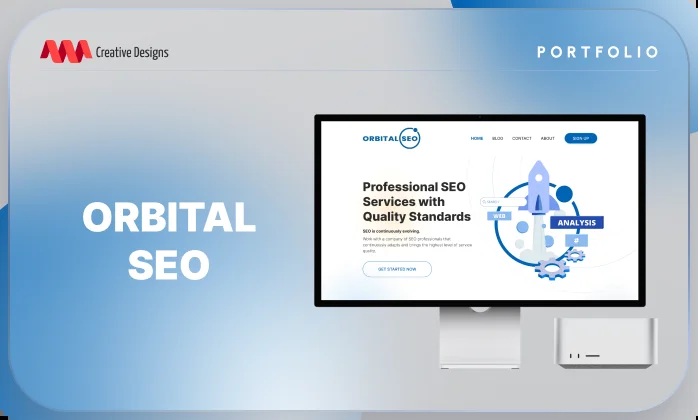 Creative Designs
PORTFOLIO
ORBITAL
SEO
ORBITAL SEO
HOME BLOG CONTACT ABOUT SIGN UP
Professional SEO
Services with
Quality Standards
SEO is continuously evolving.
Work with a company of SEO professionals that
continuously adapts and brings the highest level of service
quality.
GET STARTED NOW
WEB
ANALYSIS